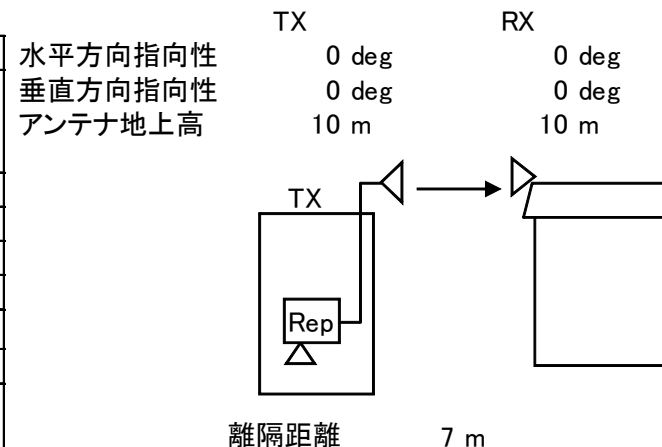 TX RX
水平方向指向性 0 deg 0 deg
垂直方向指向性 0 deg 0 deg
アンテナ地上高 10 m 10 m
TX
Rep
離隔距離 7 m